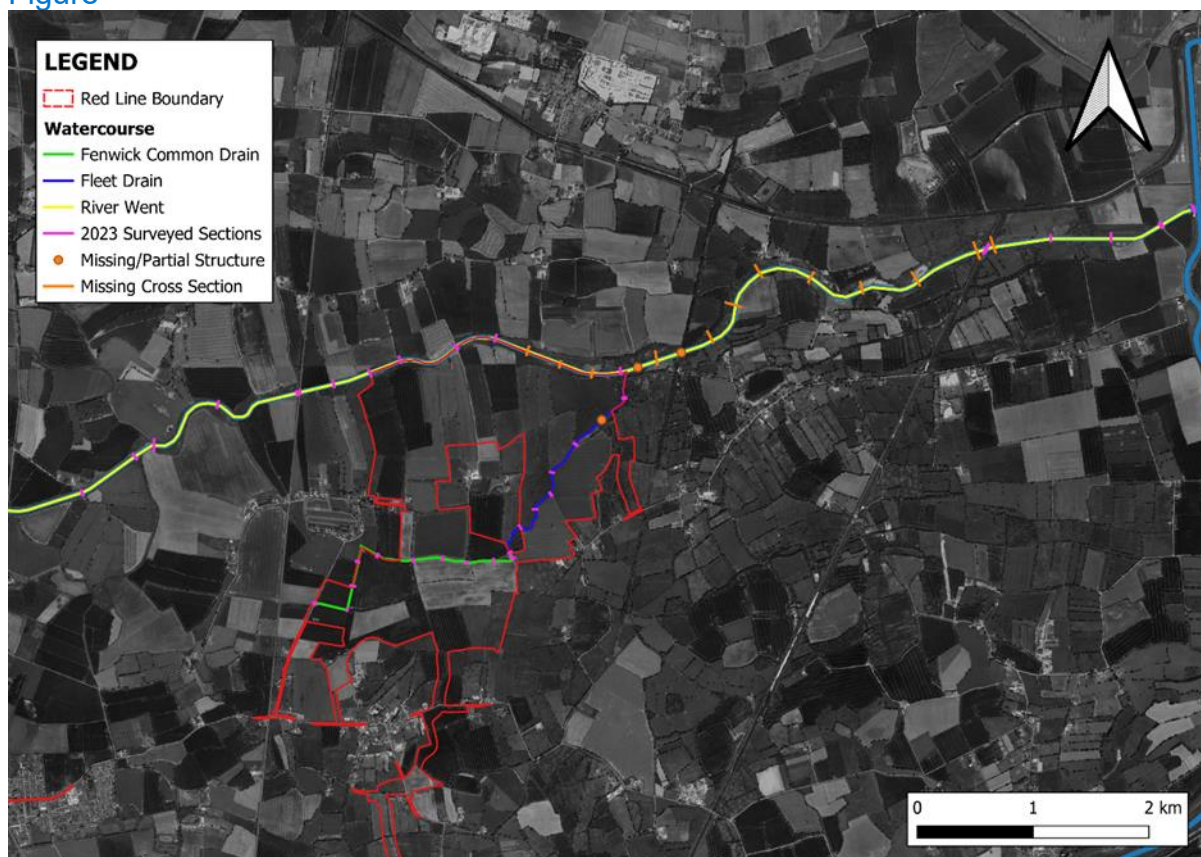 Figure
LEGEND
Red Line Boundary
Watercourse
Fenwick Common Drain
Fleet Drain
River Went
2023 Surveyed Sections
Missing/Partial Structure
Missing Cross Section
0 1 2 km